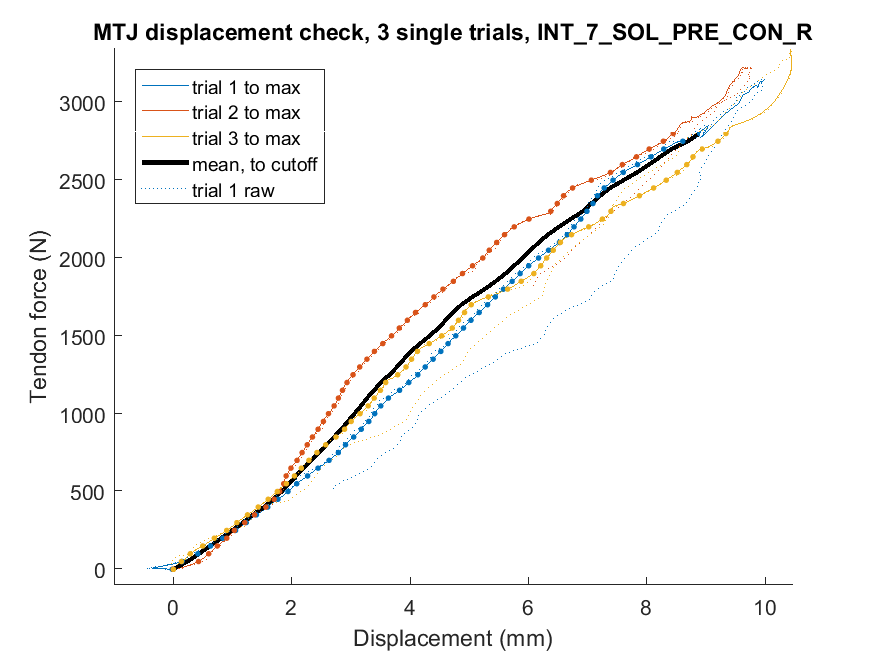 MTJ displacement check, 3 single trials, INT_7_SOL_PRE_CON_R
trial 1 to max
trial 2 to max
trial 3 to max
mean, to cutoff
trial 1 raw
3000
2500
2000
1500
1000
500
0
Tendon force (N)
0 2 4 6 8 10
Displacement (mm)